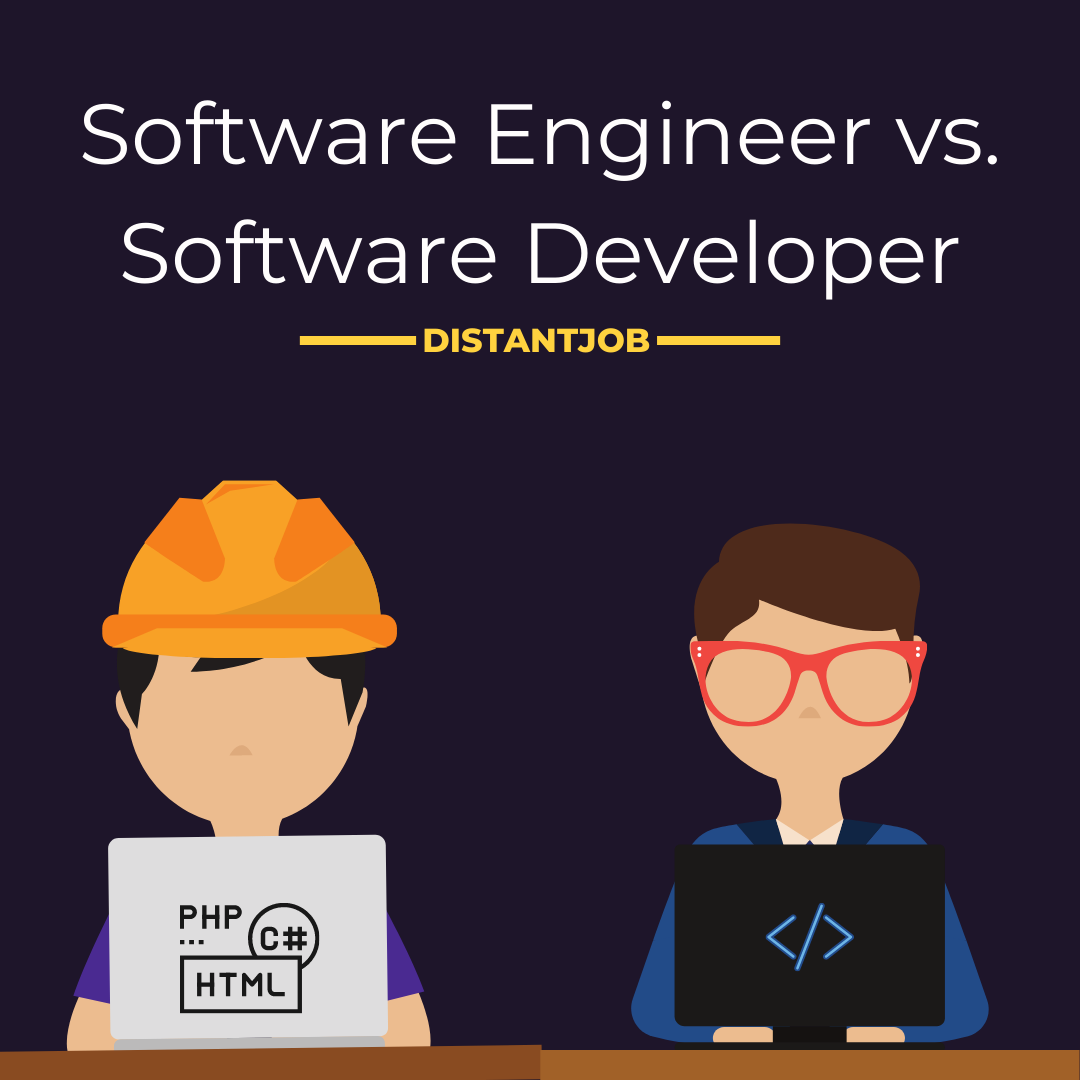 Software Engineer vs.
Software Developer
DISTANTJOB
PHP
C#
HTML
</>